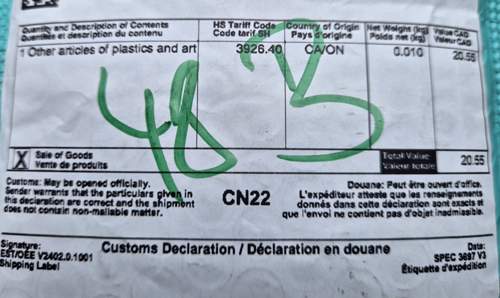 Quantity and Description of Contents HS Tariff Code Country of Origin Net Weight (kg) Value CAD
Quantité et description du contenu Code tarif SH Pays d'origine Poids net (kg) Valeur CAD
1 Other articles of plastics and art 3926.40 CA/ON 0.010 20.55
48 B
X Sale of Goods
Vente de produits
Total Value 20.55
Valeur totale
Customs: May be opened officially.
Sender warrants that the particulars given in
this declaration are correct and the shipment
does not contain non-mailable matter.
CN22
Douane: Peut être ouvert d'office.
L'expéditeur atteste que les renseignements
donnés dans cette déclaration sont exacts et
que l'envoi ne contient pas d'objet inadmissible.
Signature: Customs Declaration / Déclaration en douane Date:
EST/OEE V2402.0.1001 SPEC 3697 V3
Shipping Label Étiquette d'expédition